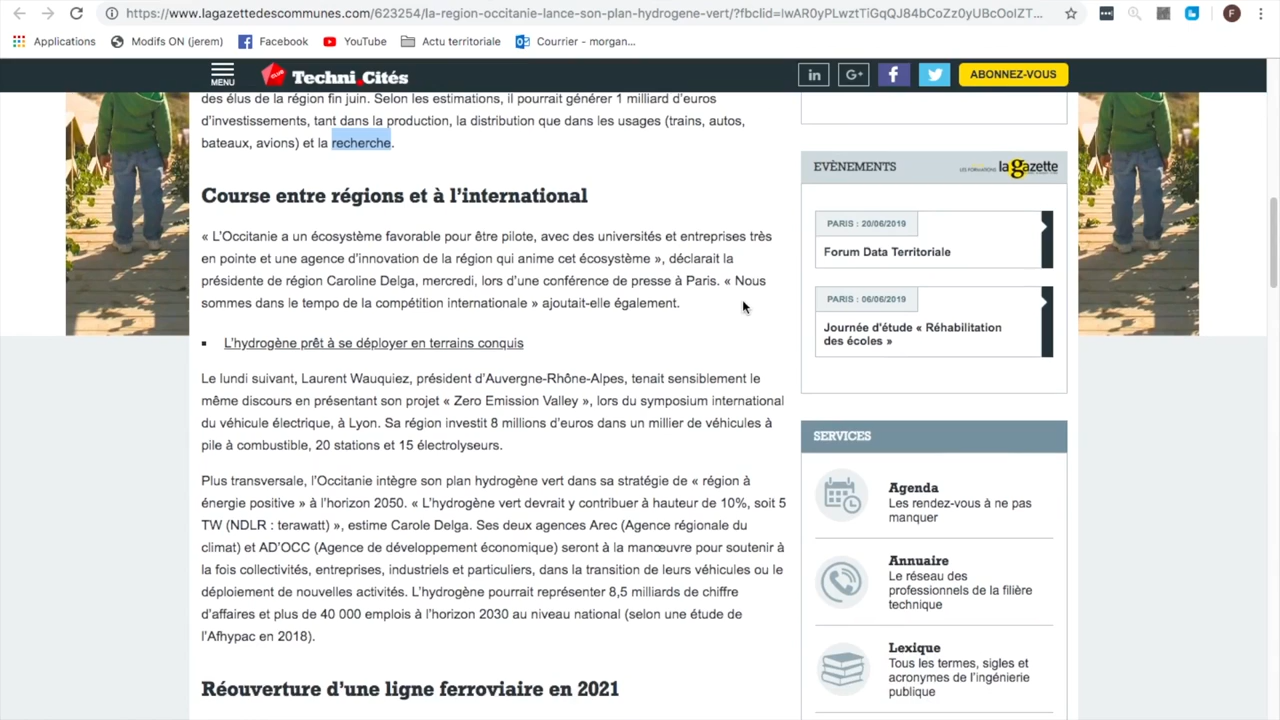 https://www.lagazettedescommunes.com/623254/la-region-occitanie-lance-son-plan-hydrogene-vert/?fbclid=IwAR0yPLwztTiGqQJ84bCoZz0yUBcOoIZT...
F
Applications
Modifs ON (jerem)
Facebook
YouTube
Actu territoriale
Courrier - morgan...
MENU
CLUB
Techni.Cités
in
G+
f
ABONNEZ-VOUS
des élus de la région fin juin. Selon les estimations, il pourrait générer 1 milliard d'euros
d'investissements, tant dans la production, la distribution que dans les usages (trains, autos,
bateaux, avions) et la recherche.
Course entre régions et à l'international
« L'Occitanie a un écosystème favorable pour être pilote, avec des universités et entreprises très
en pointe et une agence d'innovation de la région qui anime cet écosystème », déclarait la
présidente de région Caroline Delga, mercredi, lors d'une conférence de presse à Paris. « Nous
sommes dans le tempo de la compétition internationale » ajoutait-elle également.
L'hydrogène prêt à se déployer en terrains conquis
Le lundi suivant, Laurent Wauquiez, président d'Auvergne-Rhône-Alpes, tenait sensiblement le
même discours en présentant son projet « Zero Emission Valley », lors du symposium international
du véhicule électrique, à Lyon. Sa région investit 8 millions d'euros dans un millier de véhicules à
pile à combustible, 20 stations et 15 électrolyseurs.
Plus transversale, l'Occitanie intègre son plan hydrogène vert dans sa stratégie de « région à
énergie positive » à l'horizon 2050. « L'hydrogène vert devrait y contribuer à hauteur de 10%, soit 5
TW (NDLR : terawatt) », estime Carole Delga. Ses deux agences Arec (Agence régionale du
climat) et AD'OCC (Agence de développement économique) seront à la manœuvre pour soutenir à
la fois collectivités, entreprises, industriels et particuliers, dans la transition de leurs véhicules ou le
déploiement de nouvelles activités. L'hydrogène pourrait représenter 8,5 milliards de chiffre
d'affaires et plus de 40 000 emplois à l'horizon 2030 au niveau national (selon une étude de
l'Afhypac en 2018).
Réouverture d'une ligne ferroviaire en 2021
EVÈNEMENTS
LES FORMATIONS la gazette
PARIS : 20/06/2019
Forum Data Territoriale
PARIS : 06/06/2019
Journée d'étude « Réhabilitation
des écoles »
SERVICES
Agenda
Les rendez-vous à ne pas
manquer
Annuaire
Le réseau des
professionnels de la filière
technique
Lexique
Tous les termes, sigles et
acronymes de l'ingénierie
publique